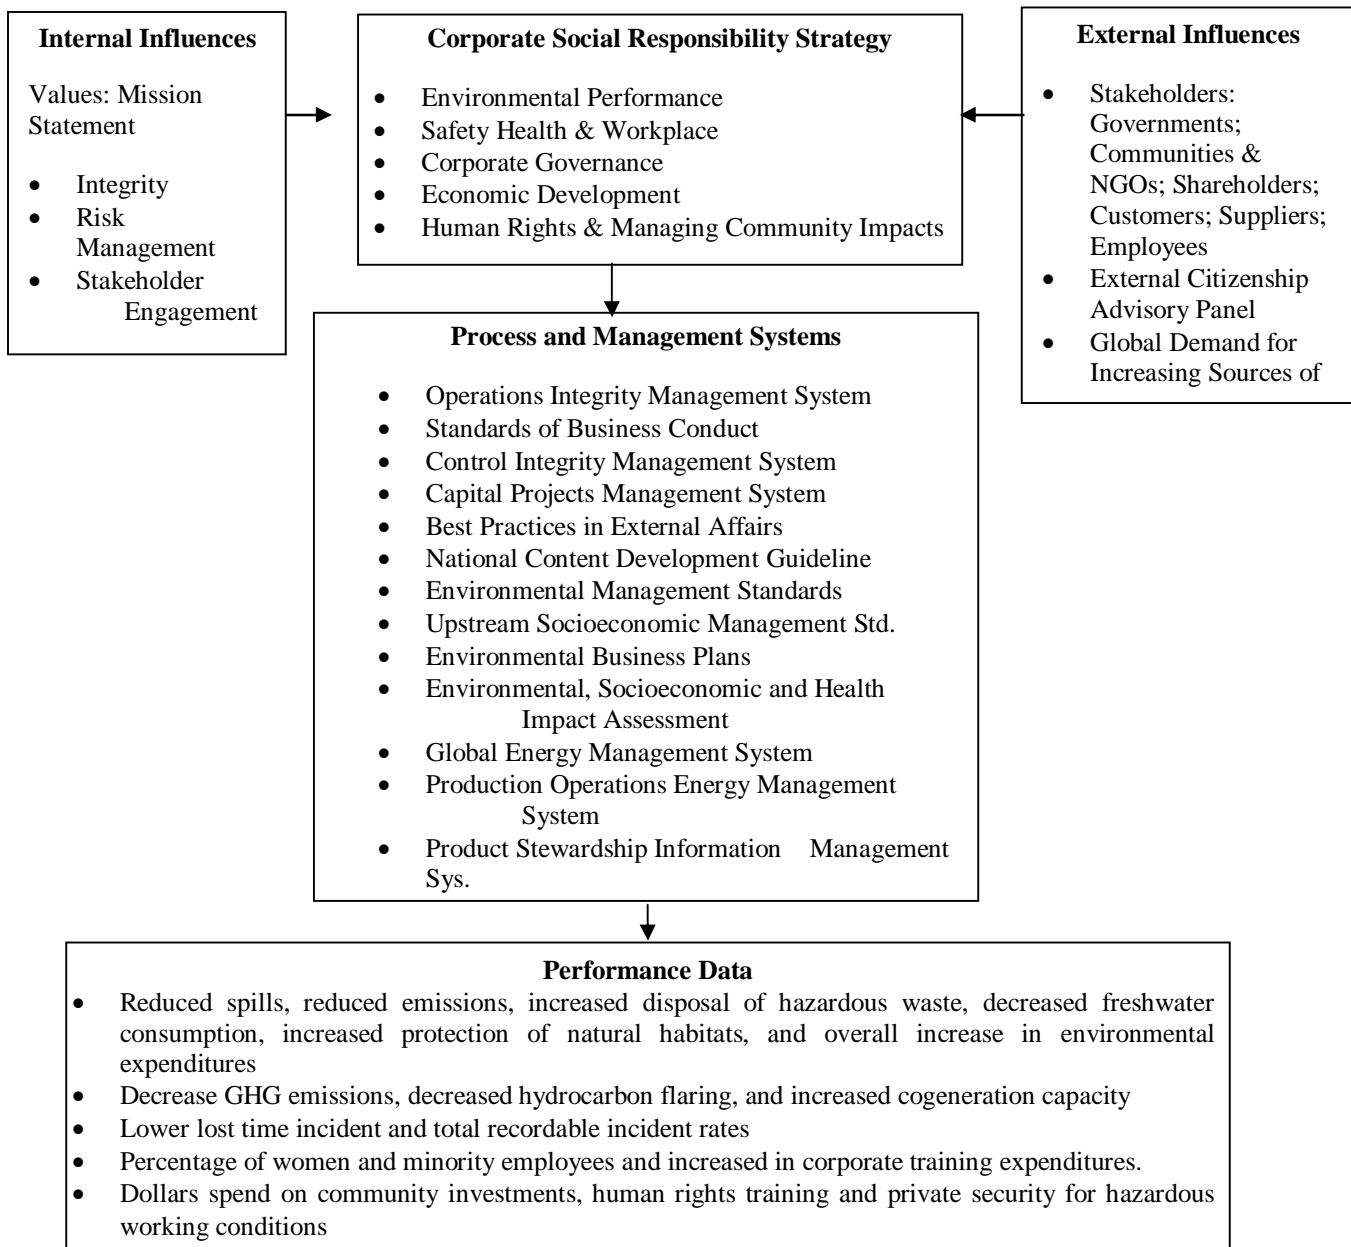 Internal Influences
Values: Mission
Statement
• Integrity
• Risk
Management
• Stakeholder
Engagement
Corporate Social Responsibility Strategy
• Environmental Performance
• Safety Health & Workplace
• Corporate Governance
• Economic Development
• Human Rights & Managing Community Impacts
External Influences
• Stakeholders:
Governments;
Communities &
NGOs; Shareholders;
Customers; Suppliers;
Employees
• External Citizenship
Advisory Panel
• Global Demand for
Increasing Sources of
Process and Management Systems
• Operations Integrity Management System
• Standards of Business Conduct
• Control Integrity Management System
• Capital Projects Management System
• Best Practices in External Affairs
• National Content Development Guideline
• Environmental Management Standards
• Upstream Socioeconomic Management Std.
• Environmental Business Plans
• Environmental, Socioeconomic and Health
Impact Assessment
• Global Energy Management System
• Production Operations Energy Management
System
• Product Stewardship Information Management
Sys.
Performance Data
• Reduced spills, reduced emissions, increased disposal of hazardous waste, decreased freshwater
consumption, increased protection of natural habitats, and overall increase in environmental
expenditures
• Decrease GHG emissions, decreased hydrocarbon flaring, and increased cogeneration capacity
• Lower lost time incident and total recordable incident rates
• Percentage of women and minority employees and increased in corporate training expenditures.
• Dollars spend on community investments, human rights training and private security for hazardous
working conditions